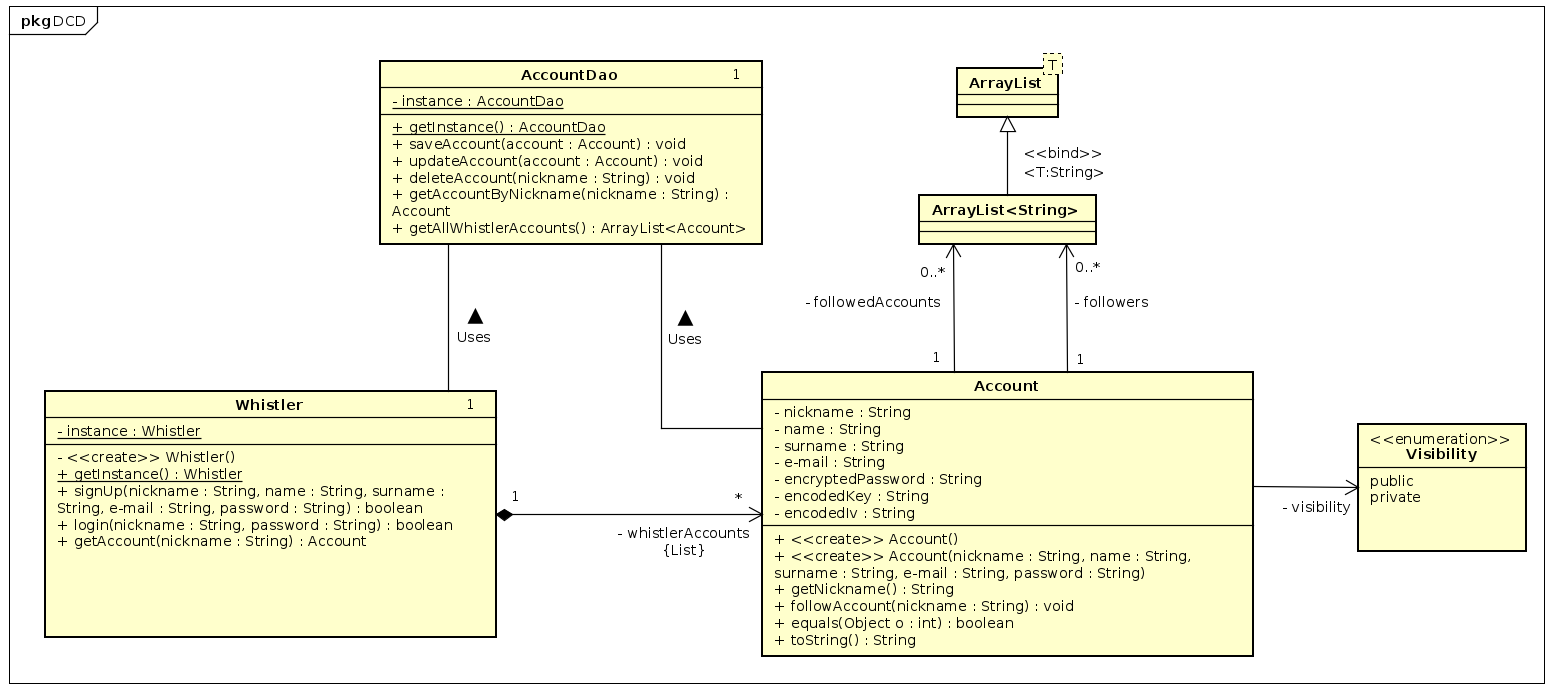 pkg DCD
AccountDao 1
- instance : AccountDao
+ getInstance() : AccountDao
+ saveAccount(account : Account) : void
+ updateAccount(account : Account) : void
+ deleteAccount(nickname : String) : void
+ getAccountByNickname(nickname : String) :
Account
+ getAllWhistlerAccounts() : ArrayList<Account>
T
ArrayList
<<bind>>
<T:String>
ArrayList<String>
0..*
- followedAccounts
1
0..*
- followers
1
Uses
Uses
Whistler 1
- instance : Whistler
- <<create>> Whistler()
+ getInstance() : Whistler
+ signUp(nickname : String, name : String, surname :
String, e-mail : String, password : String) : boolean
+ login(nickname : String, password : String) : boolean
+ getAccount(nickname : String) : Account
1
*
- whistlerAccounts
{List}
Account
- nickname : String
- name : String
- surname : String
- e-mail : String
- encryptedPassword : String
- encodedKey : String
- encodedIv : String
+ <<create>> Account()
+ <<create>> Account(nickname : String, name : String,
surname : String, e-mail : String, password : String)
+ getNickname() : String
+ followAccount(nickname : String) : void
+ equals(Object o : int) : boolean
+ toString() : String
- visibility
<<enumeration>>
Visibility
public
private